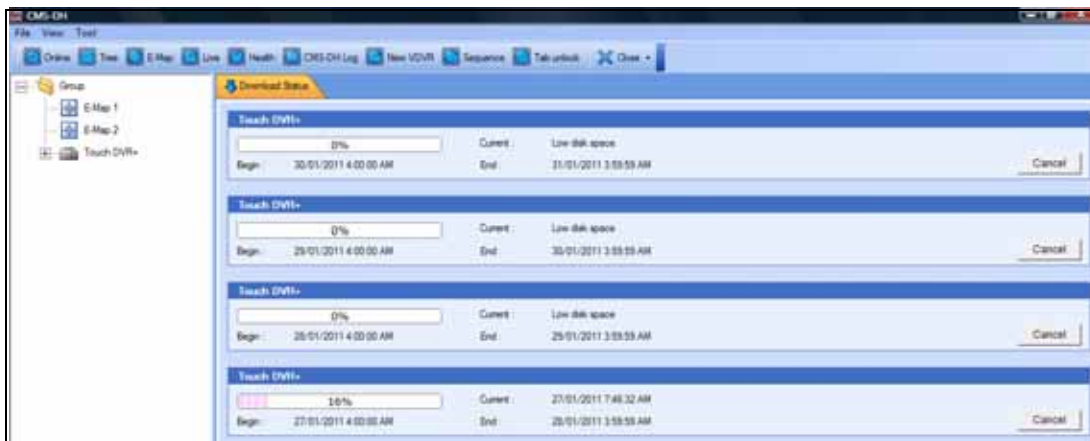 CMS-DH
File View Tool
Online Tree E-Map Live Health CMS-DH Log New VDVR Sequence Tab unlock Close
Group
E-Map 1
E-Map 2
Touch DVR+
Download Status
Touch DVR+
0% Current : Low disk space
Begin : 30/01/2011 4:00:00 AM End : 31/01/2011 3:59:59 AM Cancel
Touch DVR+
0% Current : Low disk space
Begin : 29/01/2011 4:00:00 AM End : 30/01/2011 3:59:59 AM Cancel
Touch DVR+
0% Current : Low disk space
Begin : 28/01/2011 4:00:00 AM End : 29/01/2011 3:59:59 AM Cancel
Touch DVR+
16% Current : 27/01/2011 7:46:32 AM
Begin : 27/01/2011 4:00:00 AM End : 28/01/2011 3:59:59 AM Cancel